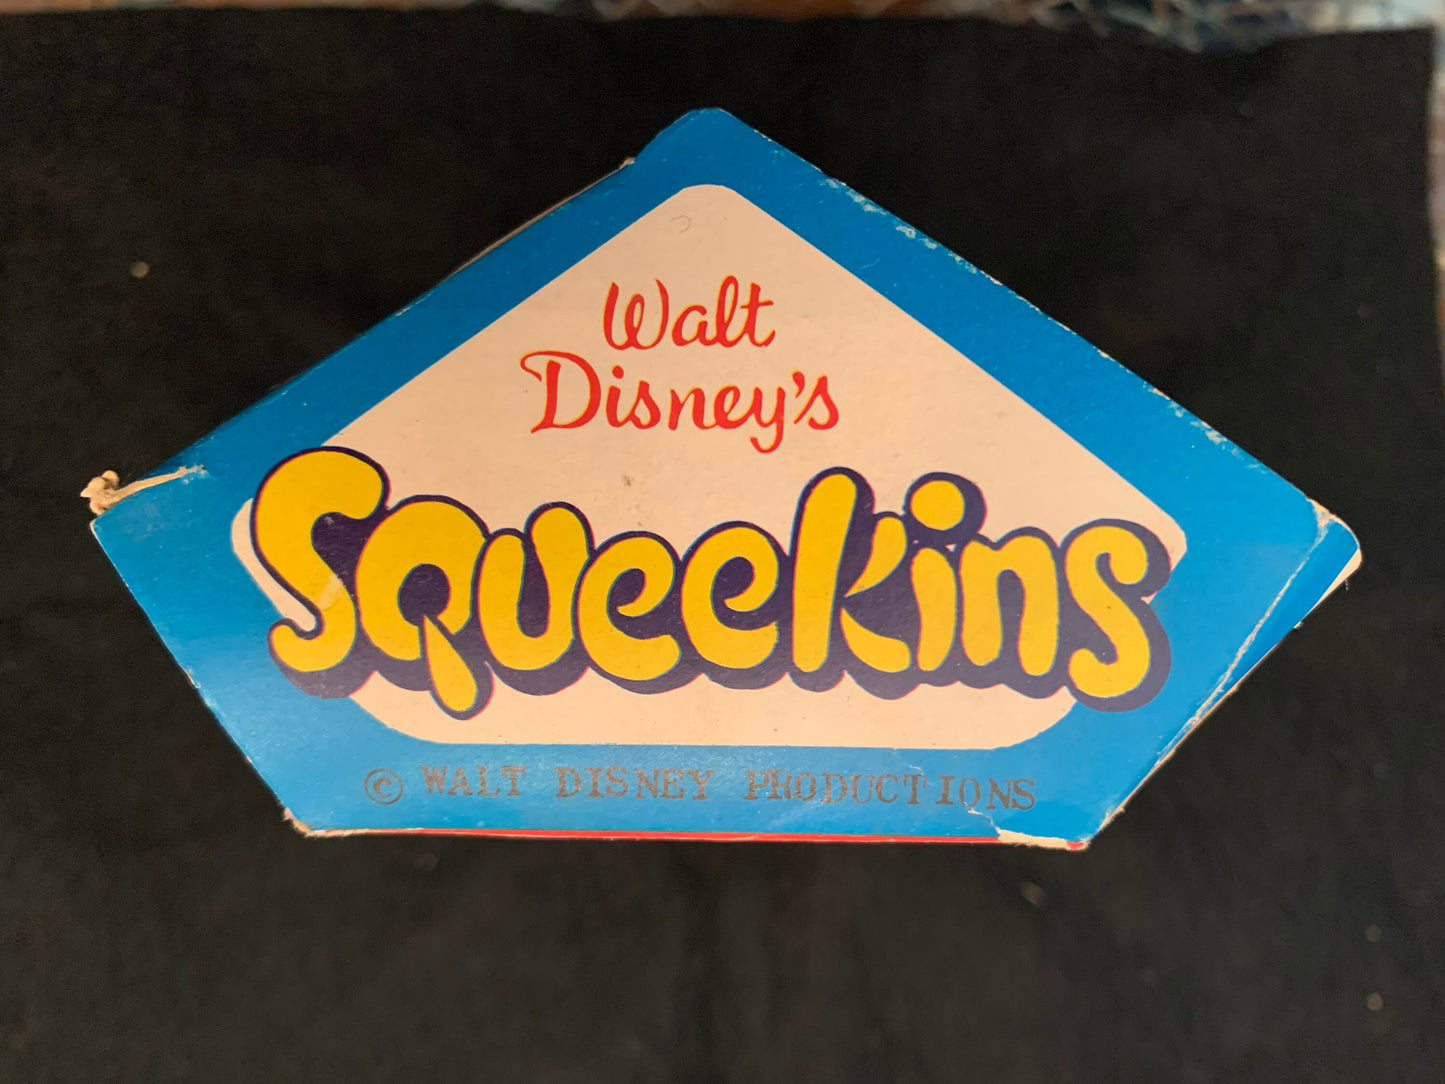 Walt
Disney's
Squeekins
© WALT DISNEY PRODUCTIONS